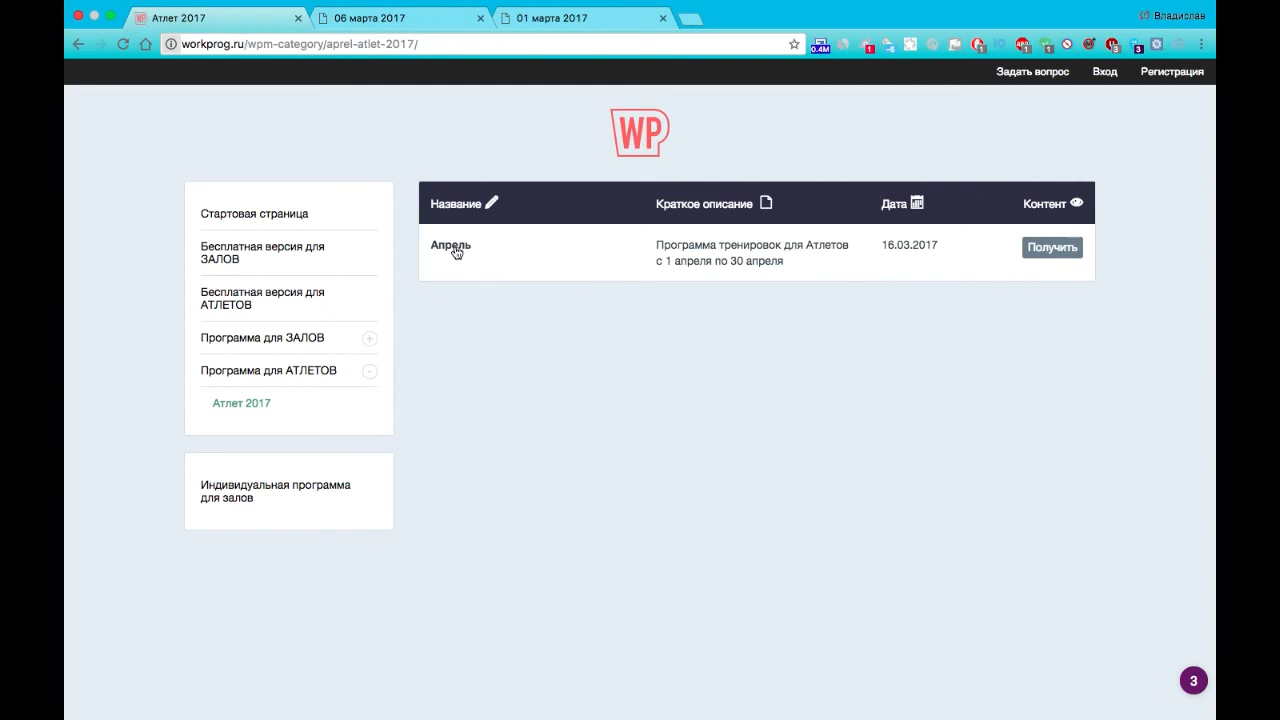 Атлет 2017
06 марта 2017
01 марта 2017
Владислав
workprog.ru/wpm-category/aprel-atlet-2017/
Задать вопрос
Вход
Регистрация
WP
Стартовая страница
Бесплатная версия для
ЗАЛОВ
Бесплатная версия для
АТЛЕТОВ
Программа для ЗАЛОВ
Программа для АТЛЕТОВ
Атлет 2017
Индивидуальная программа
для залов
Название
Краткое описание
Дата
Контент
Апрель
Программа тренировок для Атлетов
с 1 апреля по 30 апреля
16.03.2017
Получить
3